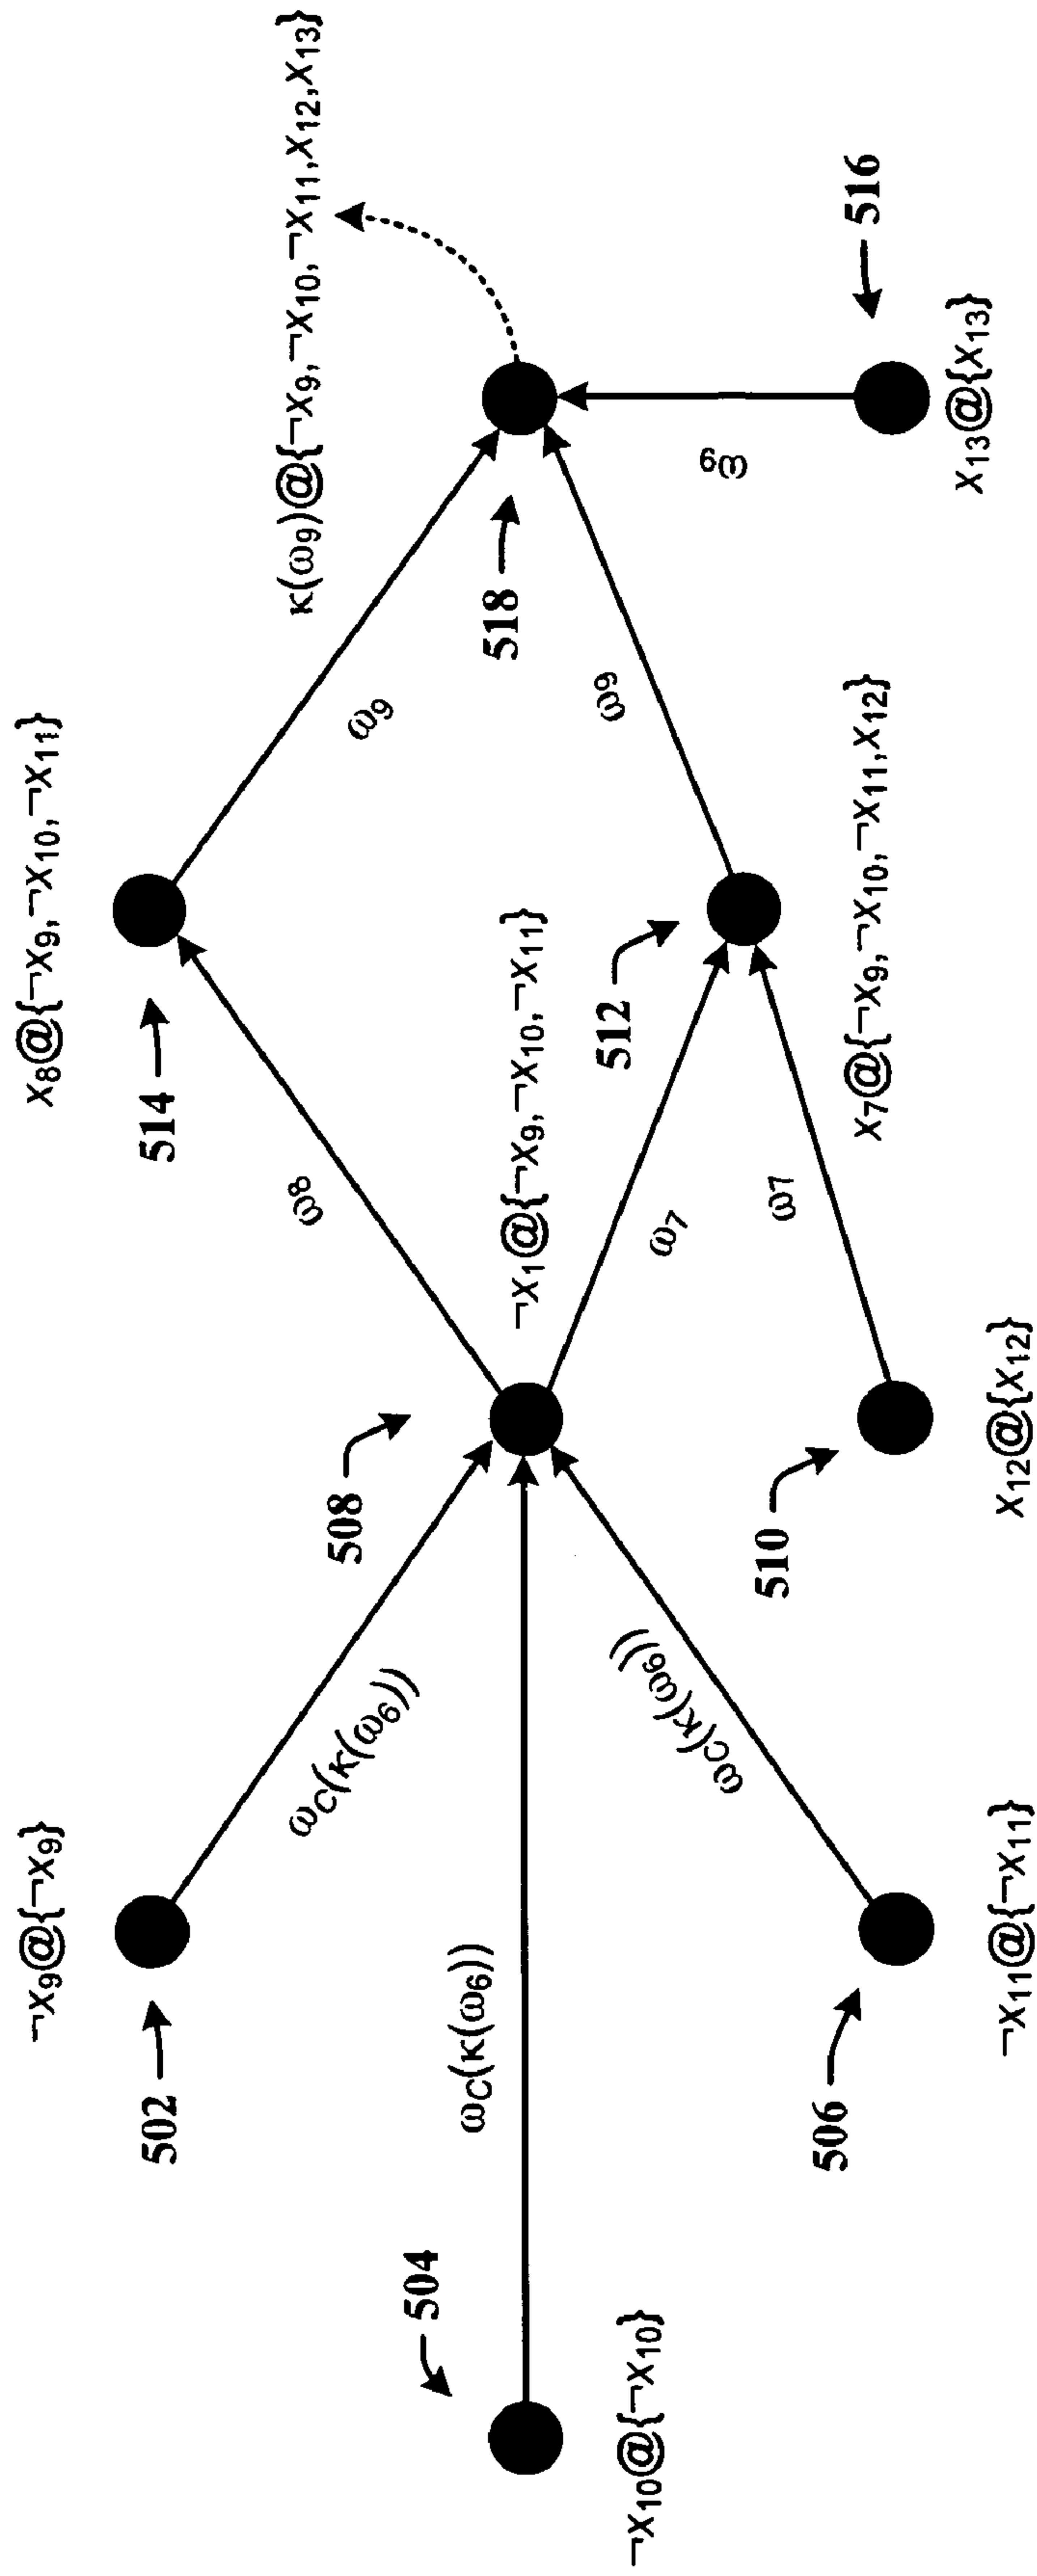 ¬X10@{¬X10}
504
502
¬X9@{¬X9}
506
¬X11@{¬X11}
ωC(κ(ω6))
ωC(κ(ω6))
ωC(κ(ω6))
508
¬X1@{¬X9,¬X10,¬X11}
510
X12@{X12}
ω8
ω7
ω7
514
X8@{¬X9,¬X10,¬X11}
512
X7@{¬X9,¬X10,¬X11,X12}
ω9
ω9
518
κ(ω9)@{¬X9,¬X10,¬X11,X12,X13}
ω9
X13@{X13}
516